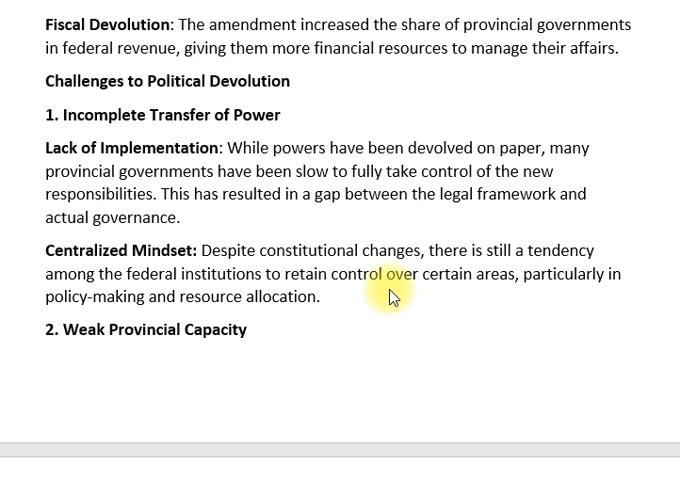 Fiscal Devolution: The amendment increased the share of provincial governments
in federal revenue, giving them more financial resources to manage their affairs.
Challenges to Political Devolution
1. Incomplete Transfer of Power
Lack of Implementation: While powers have been devolved on paper, many
provincial governments have been slow to fully take control of the new
responsibilities. This has resulted in a gap between the legal framework and
actual governance.
Centralized Mindset: Despite constitutional changes, there is still a tendency
among the federal institutions to retain control over certain areas, particularly in
policy-making and resource allocation.
2. Weak Provincial Capacity